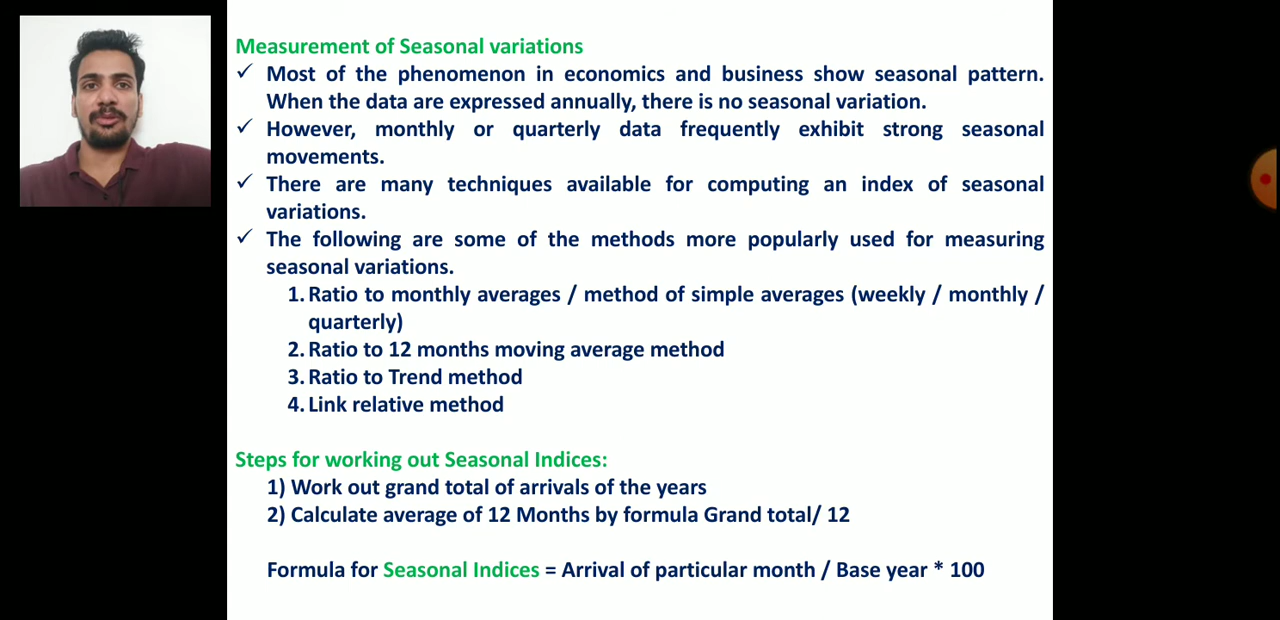 Measurement of Seasonal variations
✓ Most of the phenomenon in economics and business show seasonal pattern.
When the data are expressed annually, there is no seasonal variation.
✓ However, monthly or quarterly data frequently exhibit strong seasonal
movements.
✓ There are many techniques available for computing an index of seasonal
variations.
✓ The following are some of the methods more popularly used for measuring
seasonal variations.
1. Ratio to monthly averages / method of simple averages (weekly / monthly /
quarterly)
2. Ratio to 12 months moving average method
3. Ratio to Trend method
4. Link relative method
Steps for working out Seasonal Indices:
1) Work out grand total of arrivals of the years
2) Calculate average of 12 Months by formula Grand total/ 12
Formula for Seasonal Indices = Arrival of particular month / Base year * 100